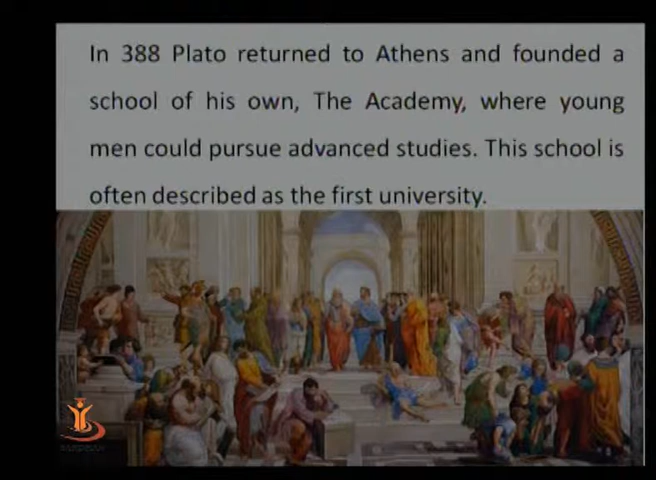 In 388 Plato returned to Athens and founded a
school of his own, The Academy, where young
men could pursue advanced studies. This school is
often described as the first university.